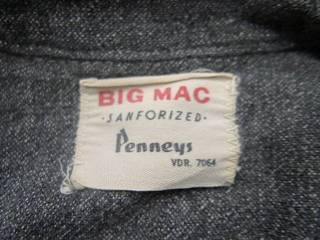 BIG MAC
·SANFORIZED·
Penneys
VDR. 7064